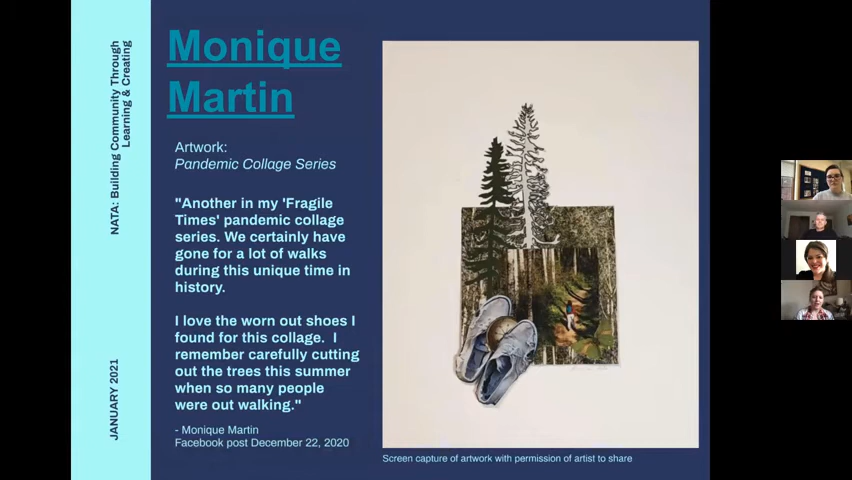 NATA: Building Community Through
Learning & Creating
JANUARY 2021
Monique
Martin
Artwork:
Pandemic Collage Series
"Another in my 'Fragile
Times' pandemic collage
series. We certainly have
gone for a lot of walks
during this unique time in
history.
I love the worn out shoes I
found for this collage.  I
remember carefully cutting
out the trees this summer
when so many people
were out walking."
- Monique Martin
Facebook post December 22, 2020
Screen capture of artwork with permission of artist to share